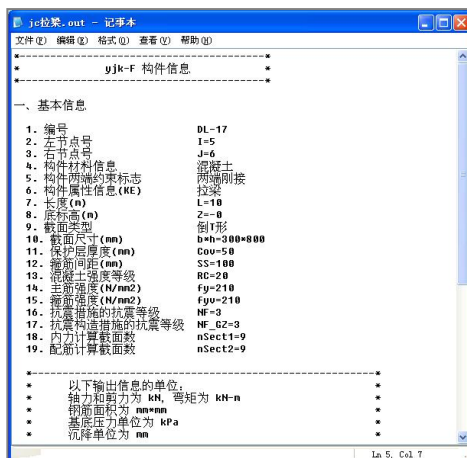 jc拉梁.out - 记事本
文件(F) 编辑(E) 格式(O) 查看(V) 帮助(H)
*-----------------------------------------*
* yjk-F 构件信息 *
*-----------------------------------------*
一、基本信息
1. 编号 DL-17
2. 左节点号 I=5
3. 右节点号 J=6
4. 构件材料信息 混凝土
5. 构件两端约束标志 两端刚接
6. 构件属性信息(KE) 拉梁
7. 长度(m) L=10
8. 底标高(m) Z=-0
9. 截面类型 倒T形
10. 截面尺寸(mm) b*h=300*800
11. 保护层厚度(mm) Cov=50
12. 箍筋间距(mm) SS=100
13. 混凝土强度等级 RC=20
14. 主筋强度(N/mm2) fy=210
15. 箍筋强度(N/mm2) fyv=210
16. 抗震措施的抗震等级 NF=3
17. 抗震构造措施的抗震等级 NF_GZ=3
18. 内力计算截面数 nSect1=9
19. 配筋计算截面数 nSect2=9
*---------------------------------------------------------*
* 以下输出信息的单位: *
* 轴力和剪力为 kN, 弯矩为 kN-m *
* 钢筋面积为 mm*mm *
* 基底压力单位为 kPa *
* 沉降单位为 mm *
Ln 5, Col 7